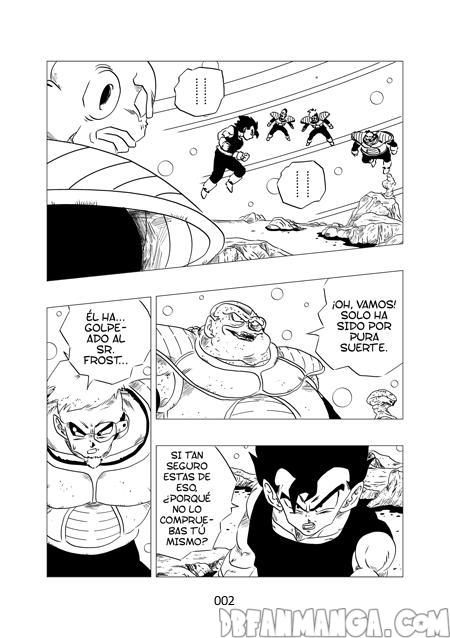 ......
......
ÉL HA...
GOLPE-
ADO AL
SR.
FROST...
¡OH, VAMOS!
SOLO HA
SIDO POR
PURA
SUERTE.
SI TAN
SEGURO
ESTAS DE
ESO,
¿PORQUÉ
NO LO
COMPRUE-
BAS TÚ
MISMO?
002
DBFANMANGA.COM